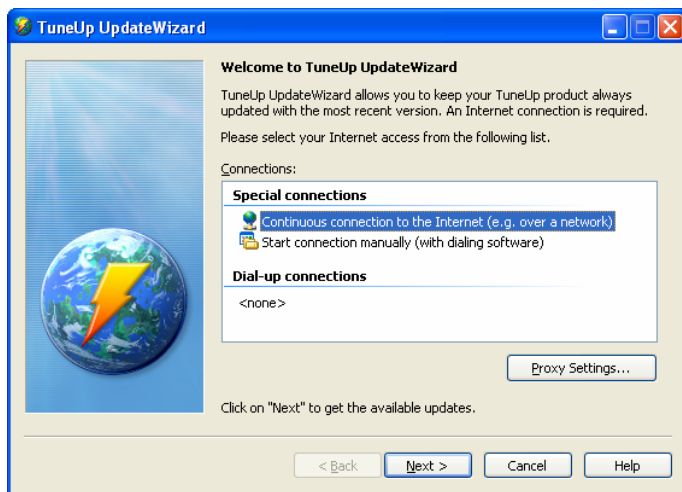 TuneUp UpdateWizard
Welcome to TuneUp UpdateWizard
TuneUp UpdateWizard allows you to keep your TuneUp product always
updated with the most recent version. An Internet connection is required.
Please select your Internet access from the following list.
Connections:
Special connections
Continuous connection to the Internet (e.g. over a network)
Start connection manually (with dialing software)
Dial-up connections
<none>
Proxy Settings...
Click on "Next" to get the available updates.
< Back
Next >
Cancel
Help